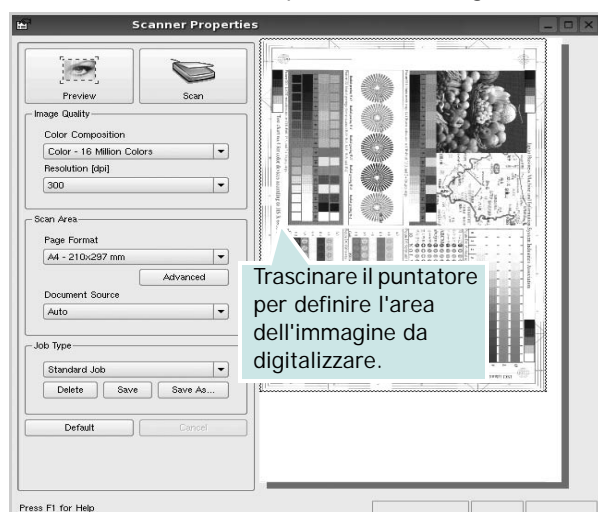 Scanner Properties
Preview
Scan
Image Quality
Color Composition
Color - 16 Million Colors
Resolution [dpi]
300
Scan Area
Page Format
A4 - 210x297 mm
Advanced
Document Source
Auto
Job Type
Standard Job
Delete
Save
Save As...
Default
Cancel
Press F1 for Help
Trascinare il puntatore
per definire l'area
dell'immagine da
digitalizzare.